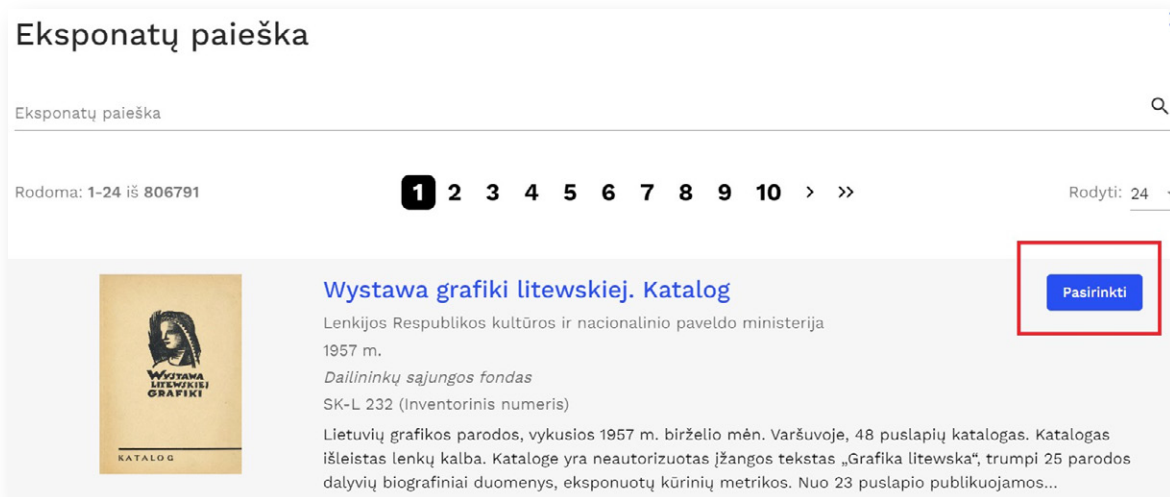 Eksponatų paieška
Eksponatų paieška
Rodoma: 1-24 iš 806791
1 2 3 4 5 6 7 8 9 10 > >>
Rodyti: 24
Wystawa grafiki litewskiej. Katalog
Pasirinkti
Lenkijos Respublikos kultūros ir nacionalinio paveldo ministerija
1957 m.
Dailininkų sąjungos fondas
SK-L 232 (Inventorinis numeris)
Lietuvių grafikos parodos, vykusios 1957 m. birželio mėn. Varšuvoje, 48 puslapių katalogas. Katalogas
išleistas lenkų kalba. Kataloge yra neautorizuotas įžangos tekstas „Grafika litewska“, trumpi 25 parodos
dalyvių biografiniai duomenys, eksponuotų kūrinių metrikos. Nuo 23 puslapio publikuojamos...
WYSTAWA
LITEWSKIEJ
GRAFIKI
KATALOG